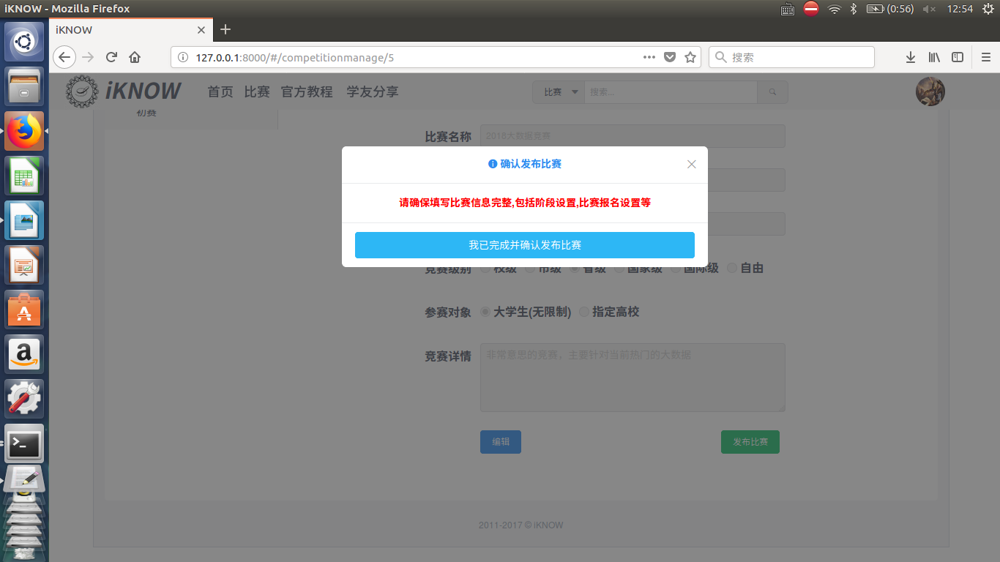 iKNOW - Mozilla Firefox
(0:56)
12:54
iKNOW
127.0.0.1:8000/#/competitionmanage/5
搜索
iKNOW
首页 比赛 官方教程 学友分享
比赛
搜索...
初赛
比赛名称
2018大数据竞赛
确认发布比赛
请确保填写比赛信息完整,包括阶段设置,比赛报名设置等
我已完成并确认发布比赛
竞赛级别 校级 市级 省级 国家级 国际级 自由
参赛对象 大学生(无限制) 指定高校
竞赛详情
非常意思的竞赛，主要针对当前热门的大数据
编辑
发布比赛
2011-2017 © iKNOW